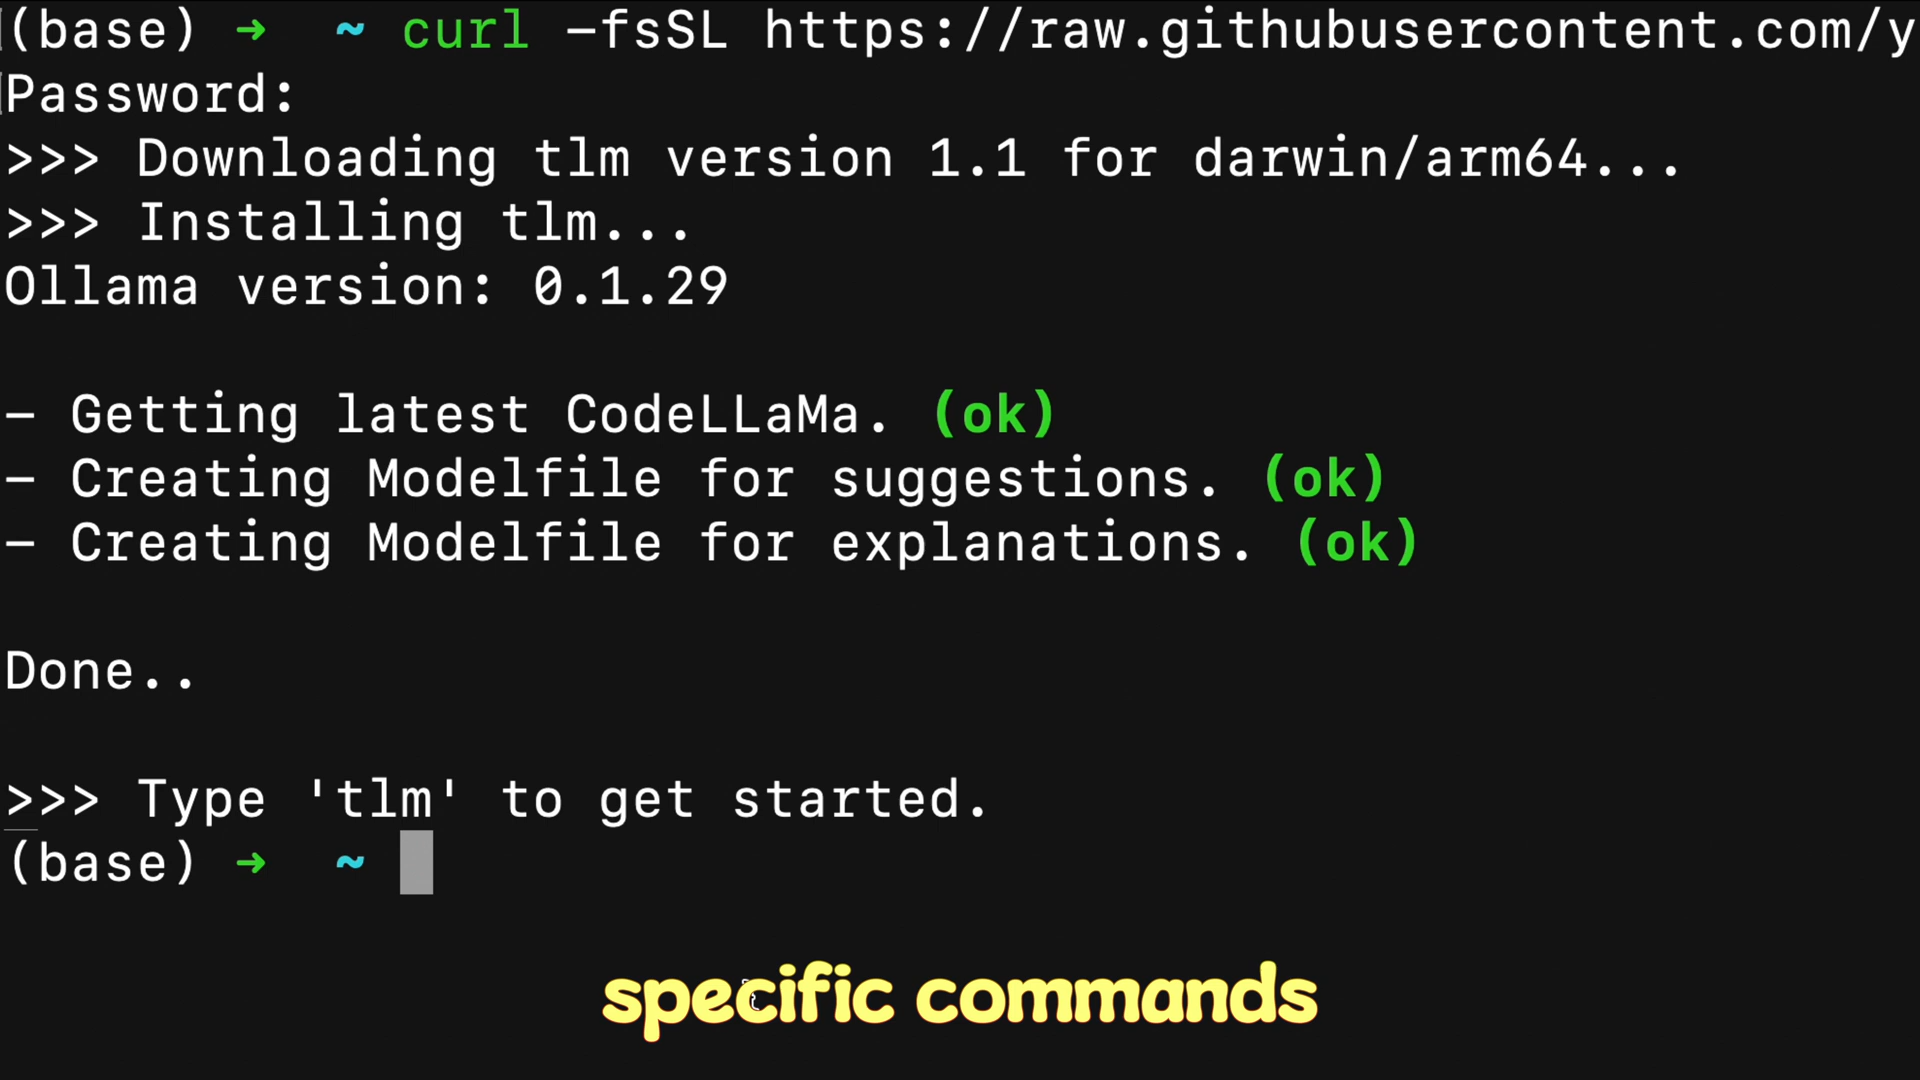 (base) ➜ ~ curl -fsSL https://raw.githubusercontent.com/y
Password:
>>> Downloading tlm version 1.1 for darwin/arm64...
>>> Installing tlm...
Ollama version: 0.1.29
- Getting latest CodeLLaMa. (ok)
- Creating Modelfile for suggestions. (ok)
- Creating Modelfile for explanations. (ok)
Done..
>>> Type 'tlm' to get started.
(base) ➜ ~
specific commands